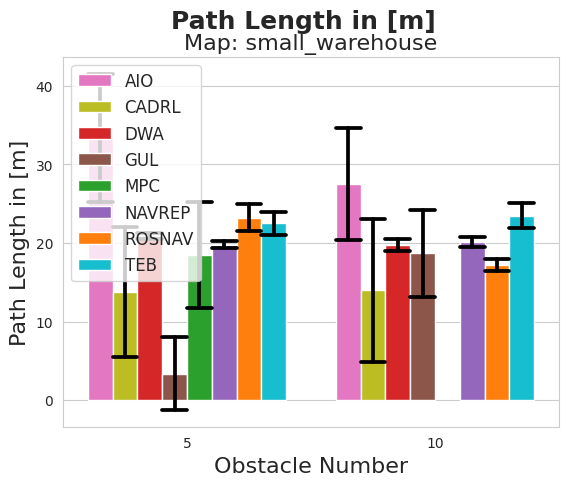 Path Length in [m]
Map: small_warehouse
AIO
CADRL
DWA
GUL
MPC
NAVREP
ROSNAV
TEB
Path Length in [m]
40
30
20
10
0
5
10
Obstacle Number